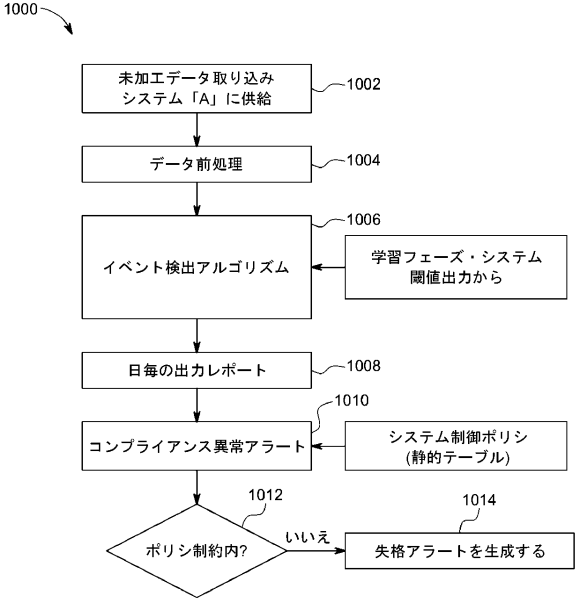 1000
未加工データ取り込み
システム「A」に供給
1002
データ前処理
1004
イベント検出アルゴリズム
1006
学習フェーズ・システム
閾値出力から
日毎の出力レポート
1008
コンプライアンス異常アラート
1010
システム制御ポリシ
(静的テーブル)
ポリシ制約内?
1012
いいえ
失格アラートを生成する
1014